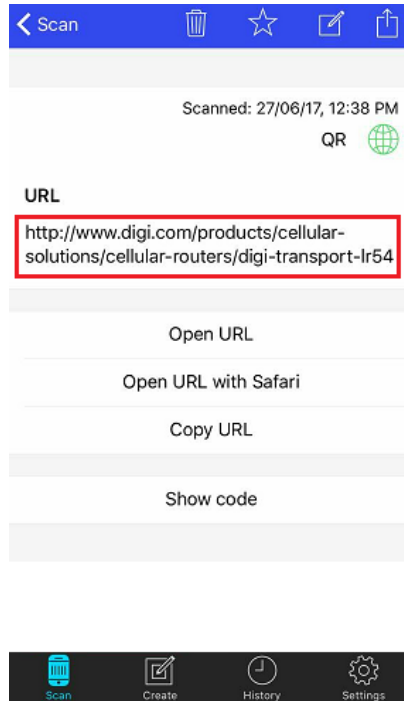 Scan
Scanned: 27/06/17, 12:38 PM
QR
URL
http://www.digi.com/products/cellular-
solutions/cellular-routers/digi-transport-lr54
Open URL
Open URL with Safari
Copy URL
Show code
Scan Create History Settings